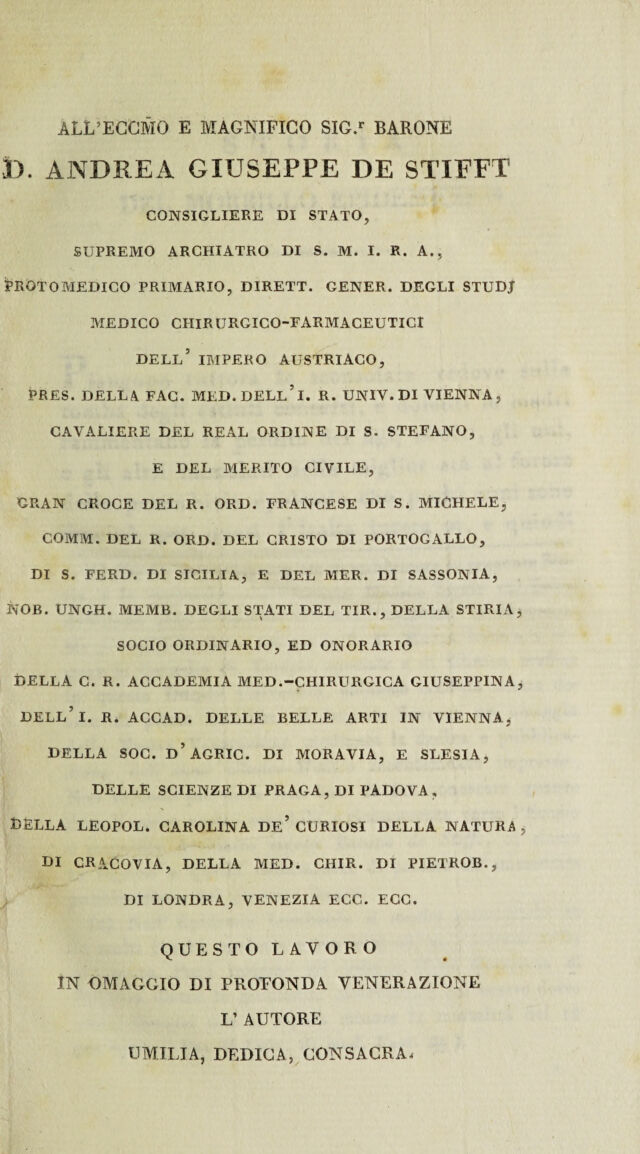 ALL'ECCM̃O E MAGNIFICO SIG.r BARONE
D. ANDREA GIUSEPPE DE STIFFT
CONSIGLIERE DI STATO,
SUPREMO ARCHIATRO DI S. M. I. R. A.,
PROTOMEDICO PRIMARIO, DIRETT. GENER. DEGLI STUDJ
MEDICO CHIRURGICO-FARMACEUTICI
DELL' IMPERO AUSTRIACO,
PRES. DELLA FAC. MED. DELL' I. R. UNIV. DI VIENNA,
CAVALIERE DEL REAL ORDINE DI S. STEFANO,
E DEL MERITO CIVILE,
GRAN CROCE DEL R. ORD. FRANCESE DI S. MICHELE,
COMM. DEL R. ORD. DEL CRISTO DI PORTOGALLO,
DI S. FERD. DI SICILIA, E DEL MER. DI SASSONIA,
NOB. UNGH. MEMB. DEGLI STATI DEL TIR., DELLA STIRIA,
SOCIO ORDINARIO, ED ONORARIO
DELLA C. R. ACCADEMIA MED.-CHIRURGICA GIUSEPPINA,
DELL' I. R. ACCAD. DELLE BELLE ARTI IN VIENNA,
DELLA SOC. D' AGRIC. DI MORAVIA, E SLESIA,
DELLE SCIENZE DI PRAGA, DI PADOVA,
DELLA LEOPOL. CAROLINA DE' CURIOSI DELLA NATURA,
DI CRACOVIA, DELLA MED. CHIR. DI PIETROB.,
DI LONDRA, VENEZIA ECC. ECC.
QUESTO LAVORO
IN OMAGGIO DI PROFONDA VENERAZIONE
L' AUTORE
UMILIA, DEDICA, CONSACRA.